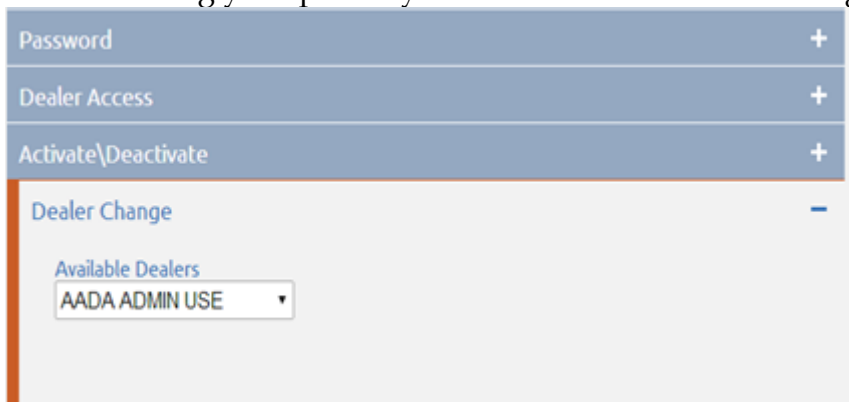 Password
Dealer Access
Activate\Deactivate
Dealer Change
Available Dealers
AADA ADMIN USE